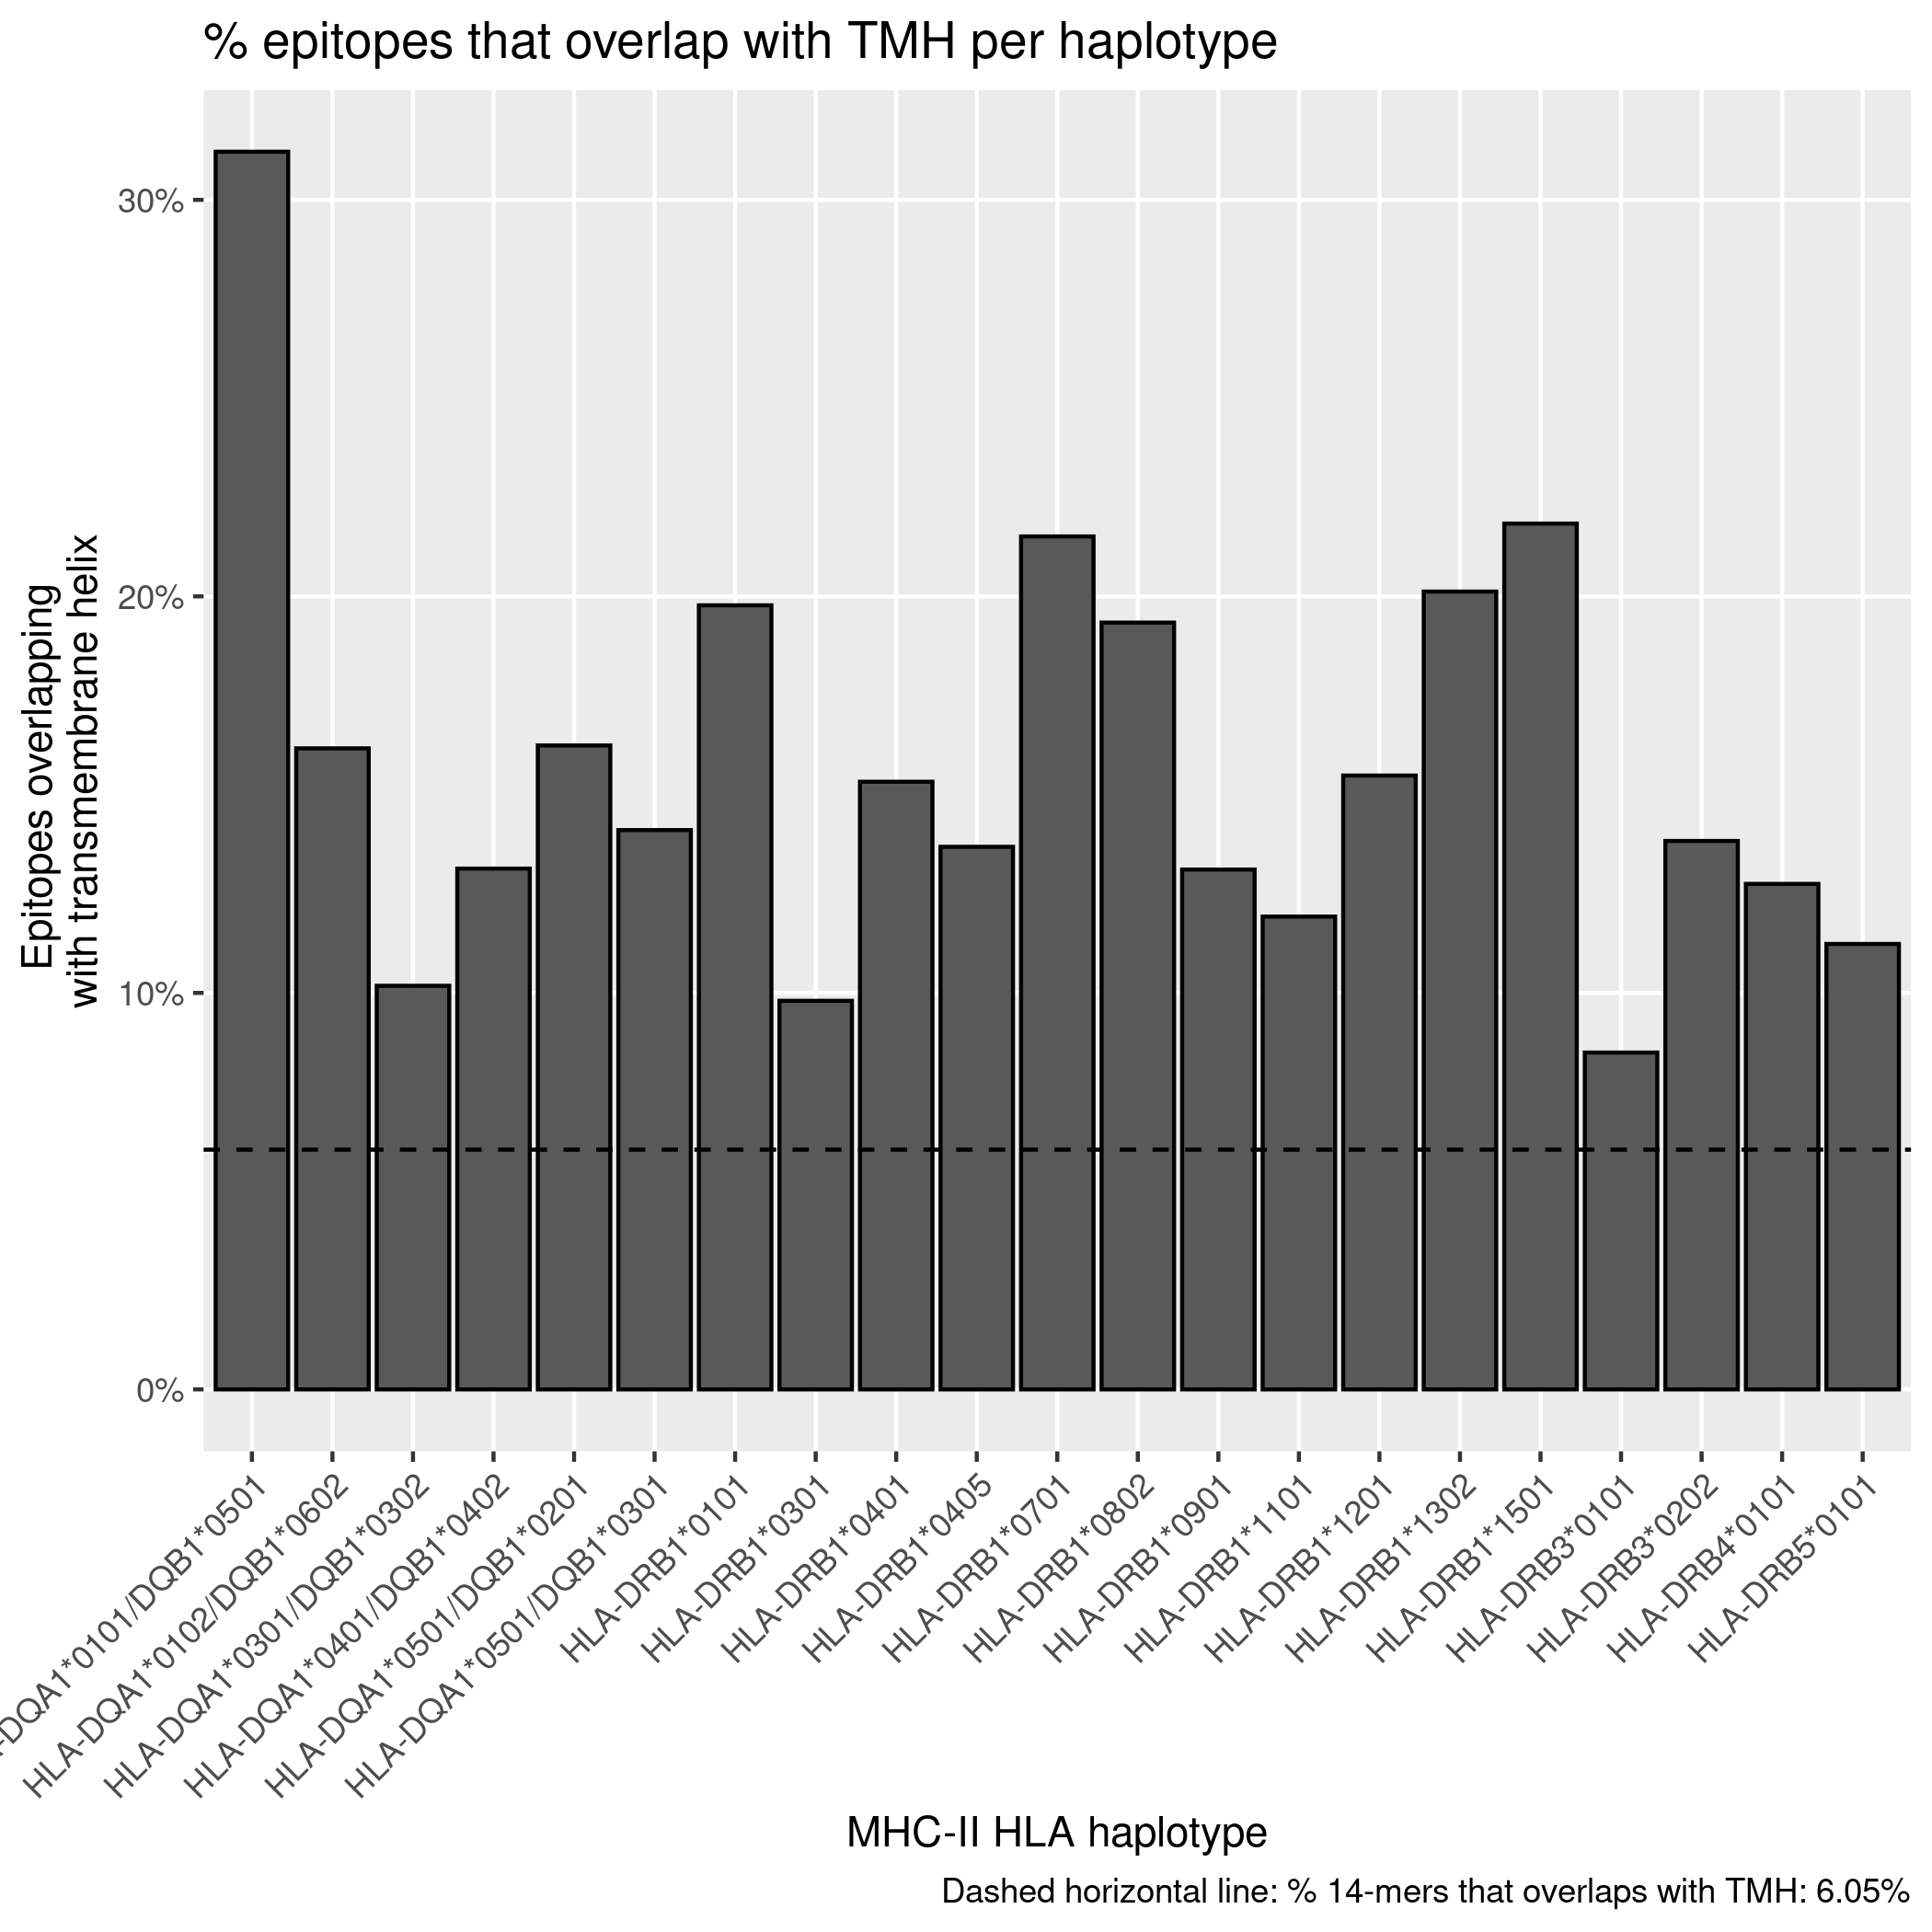 % epitopes that overlap with TMH per haplotype
Epitopes overlapping
with transmembrane helix
30%
20%
10%
0%
-DQA1*0101/DQB1*0501
HLA-DQA1*0102/DQB1*0602
HLA-DQA1*0301/DQB1*0302
HLA-DQA1*0401/DQB1*0402
HLA-DQA1*0501/DQB1*0201
HLA-DQA1*0501/DQB1*0301
HLA-DRB1*0101
HLA-DRB1*0301
HLA-DRB1*0401
HLA-DRB1*0405
HLA-DRB1*0701
HLA-DRB1*0802
HLA-DRB1*0901
HLA-DRB1*1101
HLA-DRB1*1201
HLA-DRB1*1302
HLA-DRB1*1501
HLA-DRB3*0101
HLA-DRB3*0202
HLA-DRB4*0101
HLA-DRB5*0101
MHC-II HLA haplotype
Dashed horizontal line: % 14-mers that overlaps with TMH: 6.05%